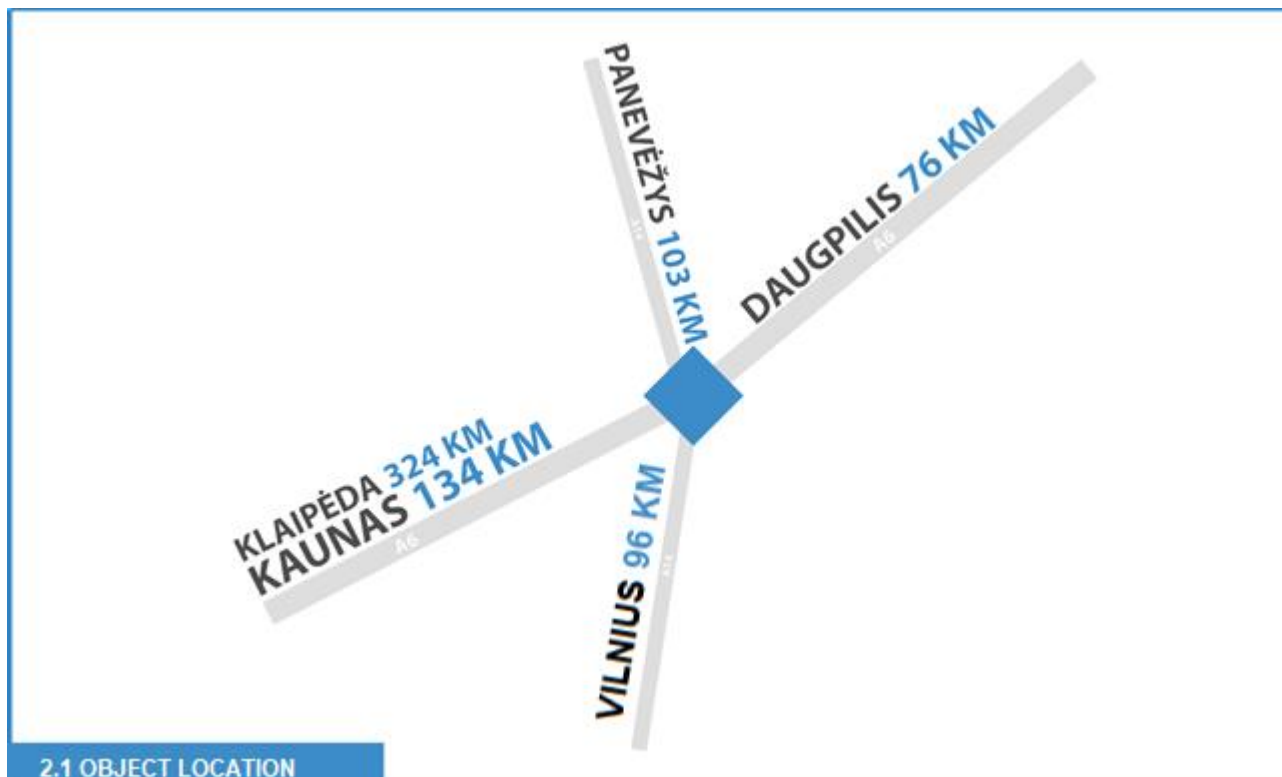 PANEVĖŽYS 103 KM
DAUGPILIS 76 KM
A6
KLAIPĖDA 324 KM
KAUNAS 134 KM
A6
VILNIUS 96 KM
A14
2.1 OBJECT LOCATION